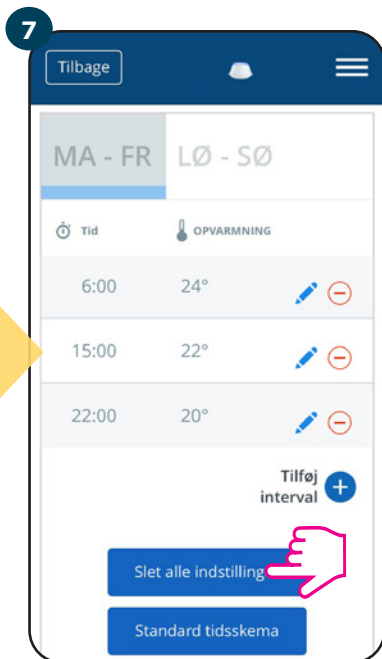 7
Tilbage
MA - FR LØ - SØ
Tid OPVARMNING
6:00 24°
15:00 22°
22:00 20°
Tilføj
interval
Slet alle indstilling
Standard tidsskema